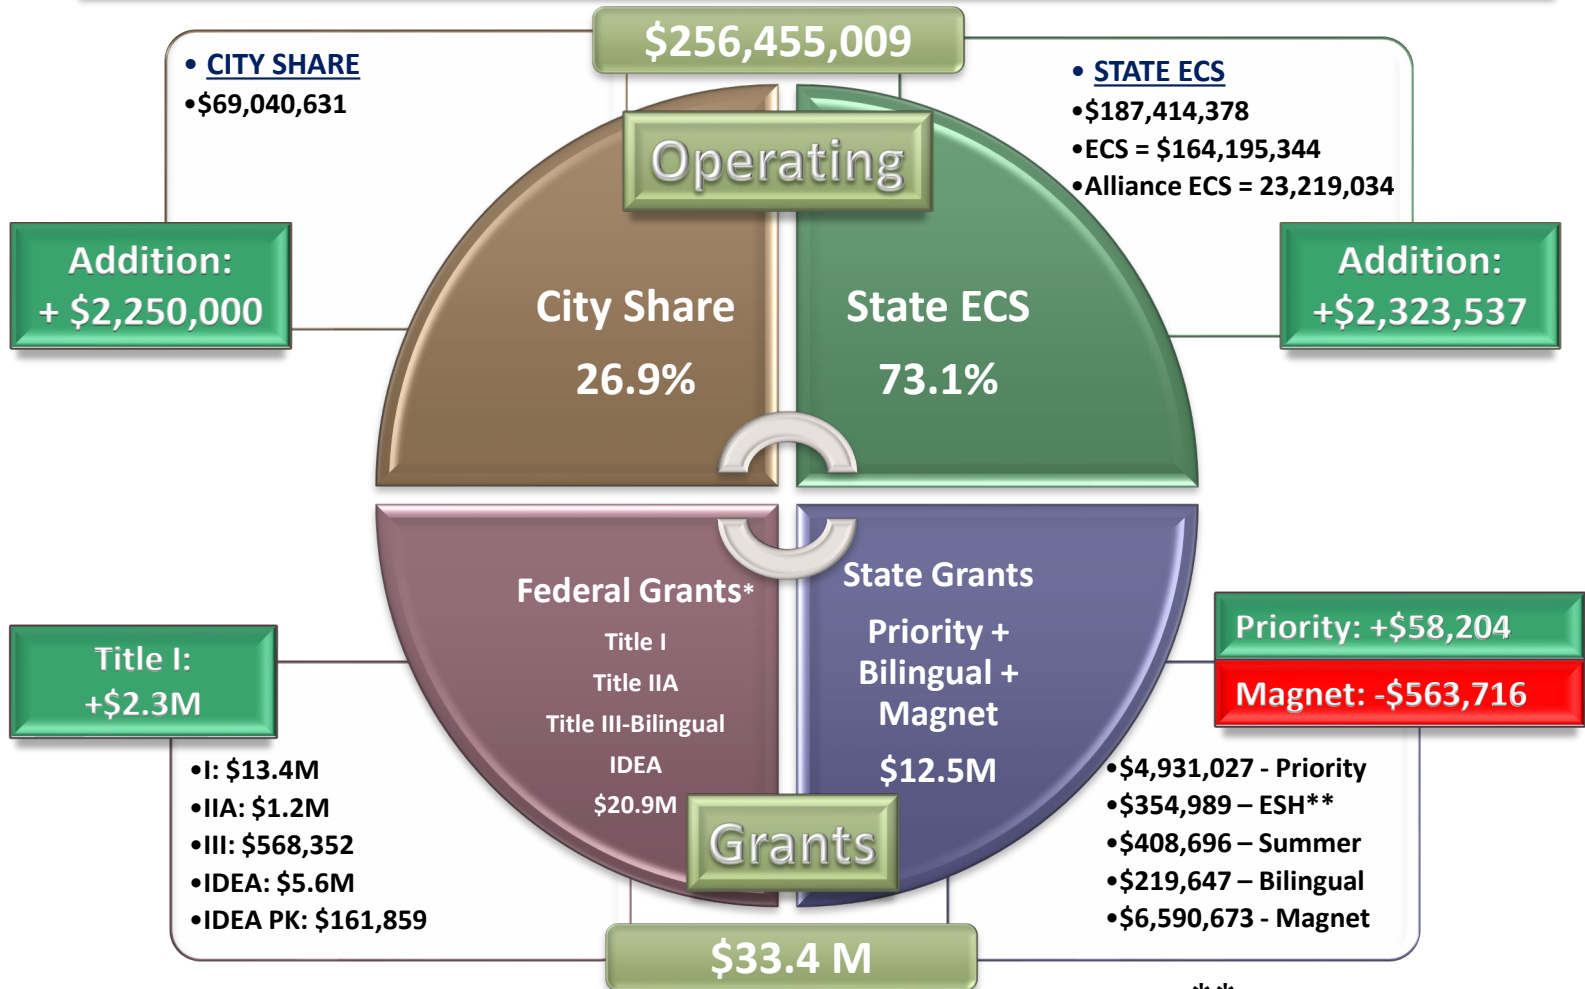 $256,455,009
• CITY SHARE
•$69,040,631
• STATE ECS
•$187,414,378
•ECS = $164,195,344
•Alliance ECS = 23,219,034
Operating
Addition:
+ $2,250,000
City Share
26.9%
State ECS
73.1%
Addition:
+$2,323,537
Federal Grants*
Title I
Title IIA
Title III-Bilingual
IDEA
$20.9M
State Grants
Priority +
Bilingual +
Magnet
$12.5M
Title I:
+$2.3M
Priority: +$58,204
Magnet: -$563,716
•I: $13.4M
•IIA: $1.2M
•III: $568,352
•IDEA: $5.6M
•IDEA PK: $161,859
Grants
•$4,931,027 - Priority
•$354,989 – ESH**
•$408,696 – Summer
•$219,647 – Bilingual
•$6,590,673 - Magnet
$33.4 M
**